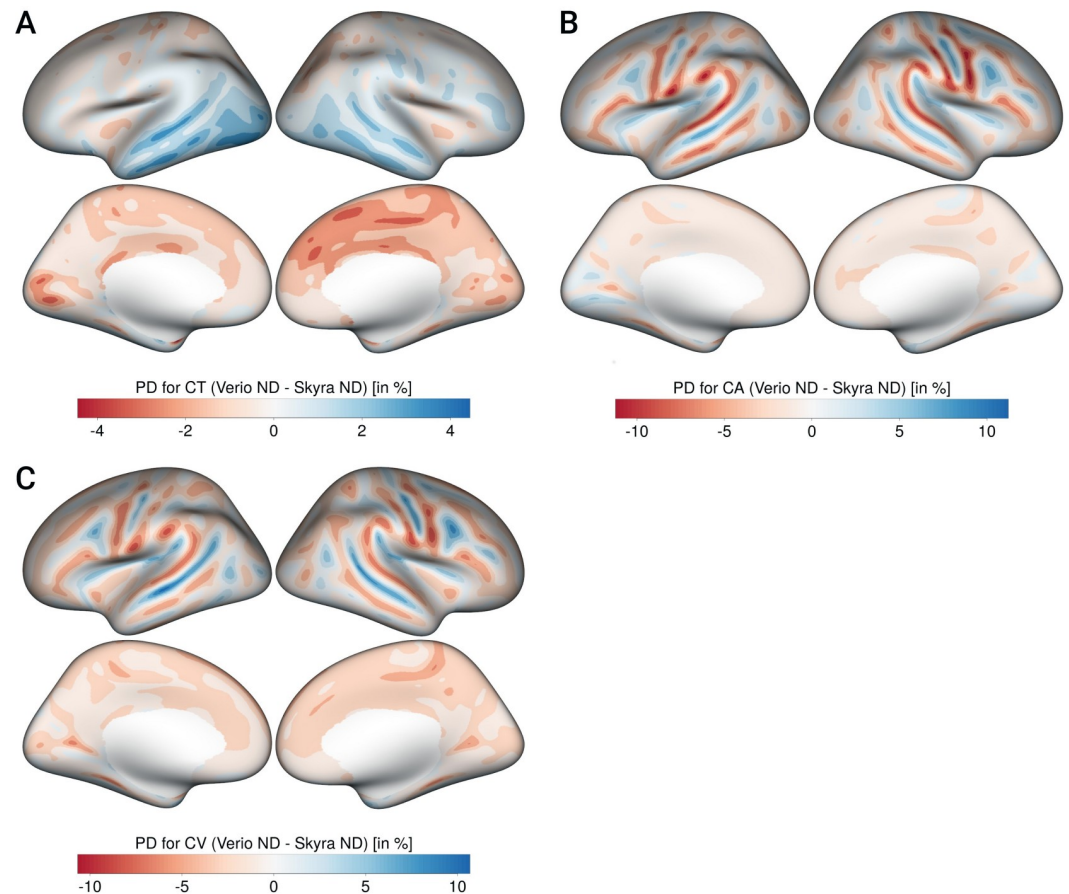 A
B
PD for CT (Verio ND - Skyra ND) [in %]
-4 -2 0 2 4
PD for CA (Verio ND - Skyra ND) [in %]
-10 -5 0 5 10
C
PD for CV (Verio ND - Skyra ND) [in %]
-10 -5 0 5 10